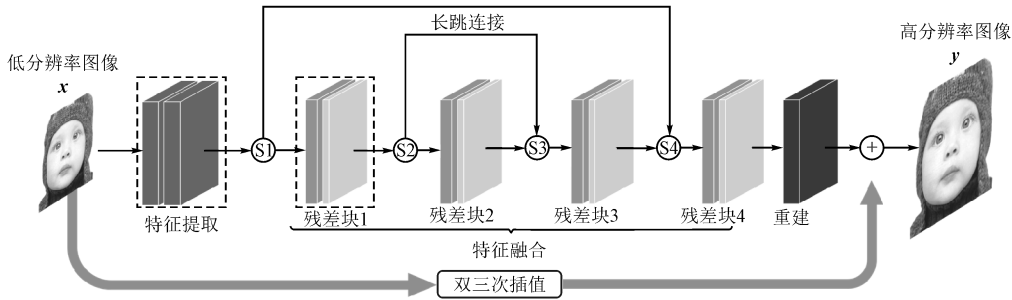 长跳连接
低分辨率图像
x
高分辨率图像
y
S1
S2
S3
S4
+
特征提取
残差块1
残差块2
残差块3
残差块4
重建
特征融合
双三次插值